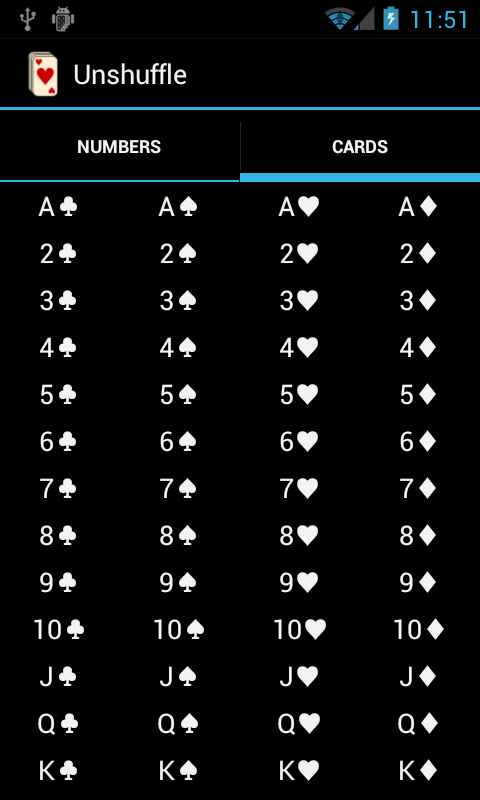 11:51
Unshuffle
NUMBERS CARDS
A♣ A♠ A♥ A♦
2♣ 2♠ 2♥ 2♦
3♣ 3♠ 3♥ 3♦
4♣ 4♠ 4♥ 4♦
5♣ 5♠ 5♥ 5♦
6♣ 6♠ 6♥ 6♦
7♣ 7♠ 7♥ 7♦
8♣ 8♠ 8♥ 8♦
9♣ 9♠ 9♥ 9♦
10♣ 10♠ 10♥ 10♦
J♣ J♠ J♥ J♦
Q♣ Q♠ Q♥ Q♦
K♣ K♠ K♥ K♦